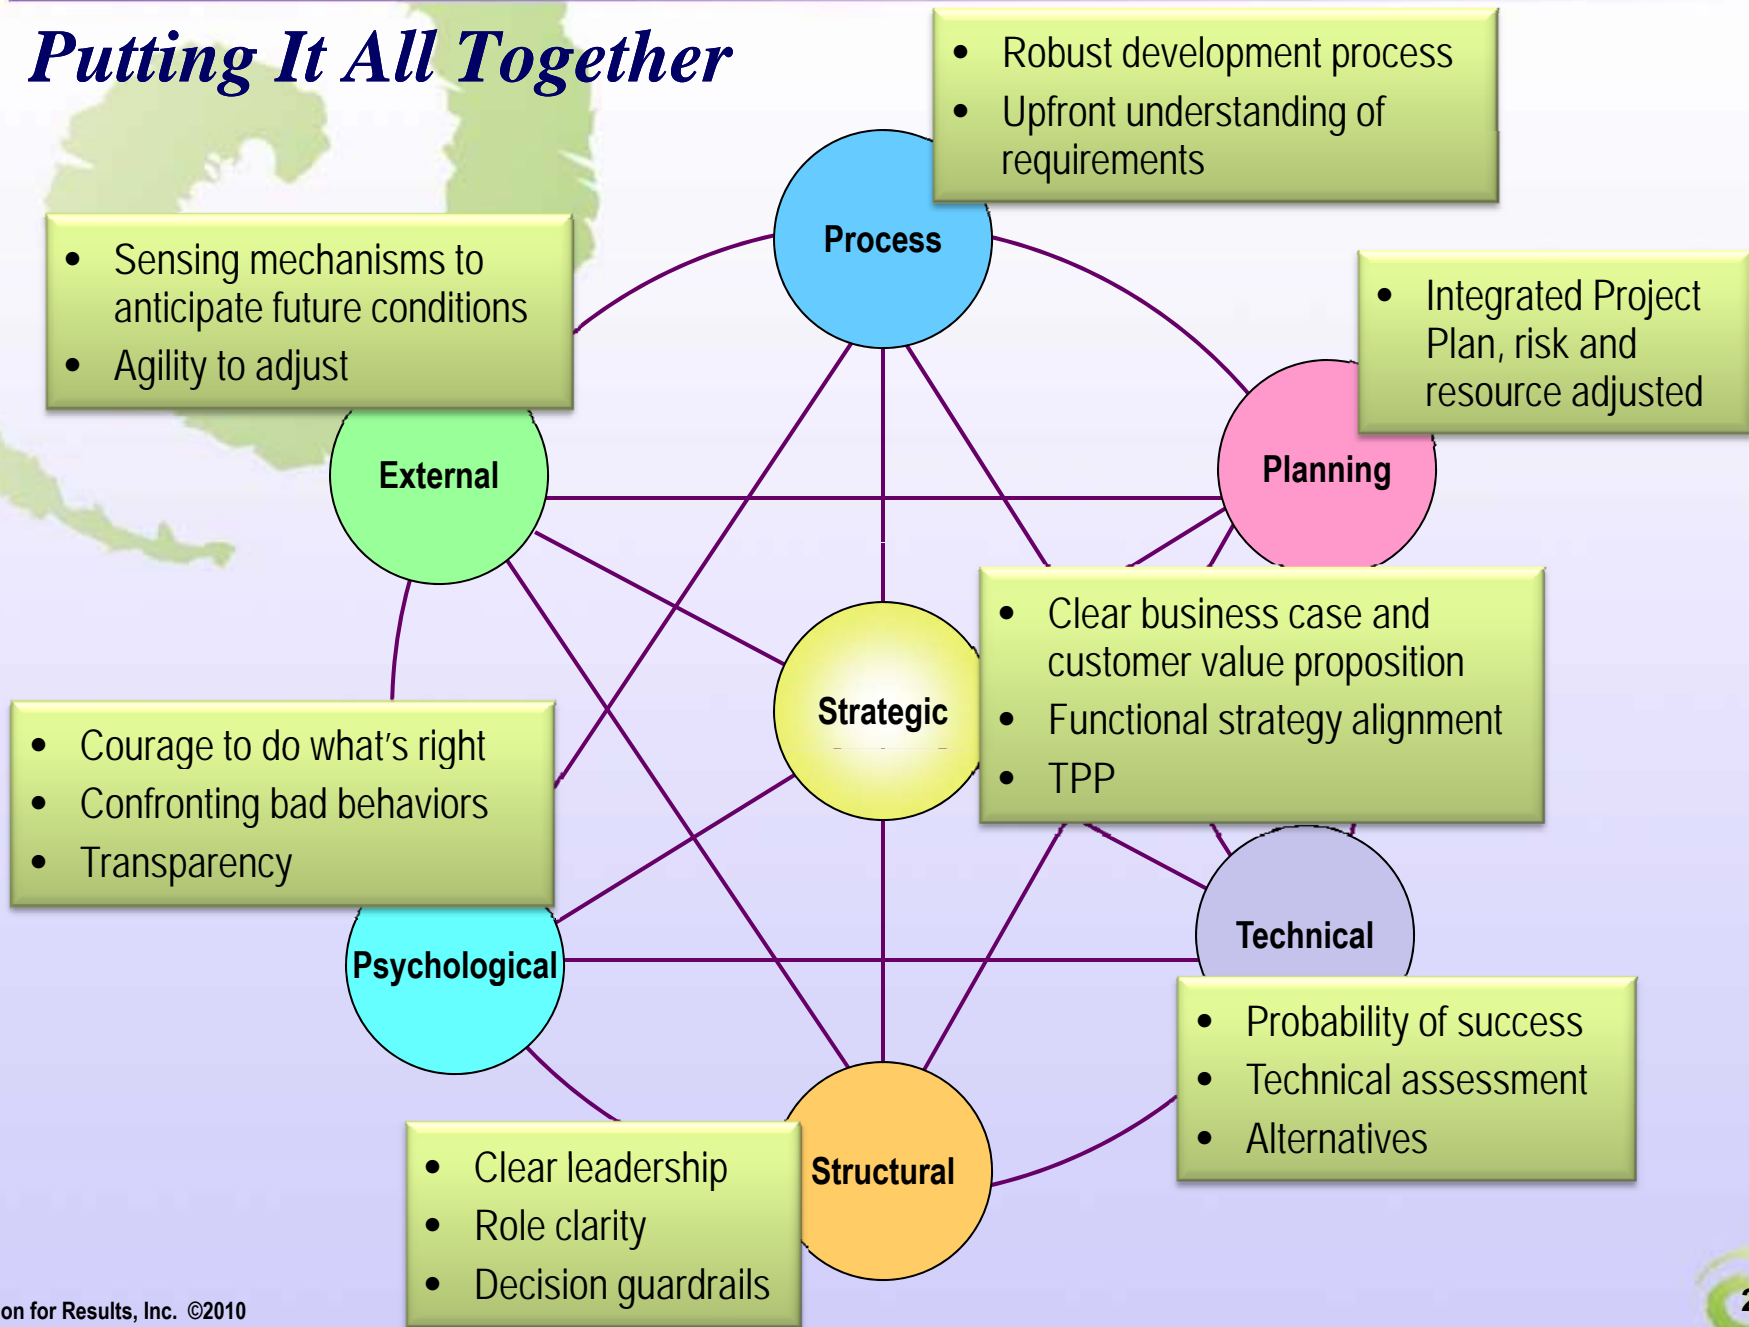 Putting It All Together
• Robust development process
• Upfront understanding of
requirements
Process
• Sensing mechanisms to
anticipate future conditions
• Agility to adjust
• Integrated Project
Plan, risk and
resource adjusted
External
Planning
• Clear business case and
customer value proposition
• Functional strategy alignment
• TPP
Strategic
• Courage to do what's right
• Confronting bad behaviors
• Transparency
Psychological
Technical
• Probability of success
• Technical assessment
• Alternatives
Structural
• Clear leadership
• Role clarity
• Decision guardrails
on for Results, Inc. ©2010
2